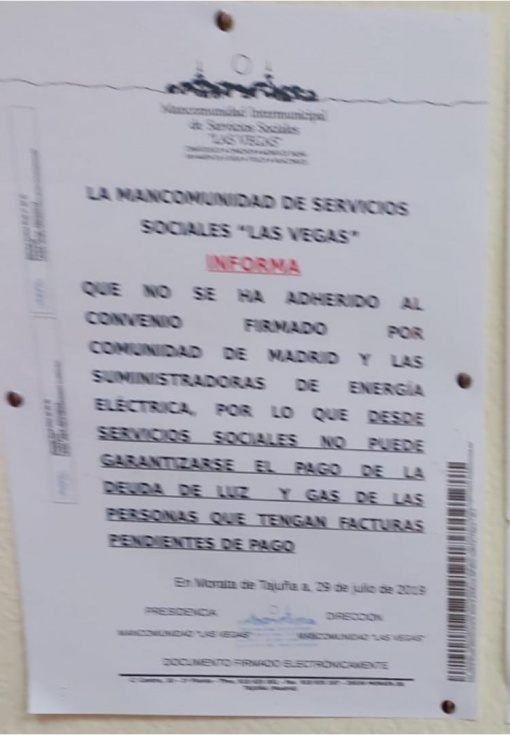 Mancomunidad Intermunicipal
de Servicios Sociales
"LAS VEGAS"
LA MANCOMUNIDAD DE SERVICIOS
SOCIALES "LAS VEGAS"
INFORMA
QUE NO SE HA ADHERIDO AL
CONVENIO FIRMADO POR
COMUNIDAD DE MADRID Y LAS
SUMINISTRADORAS DE ENERGÍA
ELÉCTRICA, POR LO QUE DESDE
SERVICIOS SOCIALES NO PUEDE
GARANTIZARSE EL PAGO DE LA
DEUDA DE LUZ Y GAS DE LAS
PERSONAS QUE TENGAN FACTURAS
PENDIENTES DE PAGO
En Morata de Tajuña a, 29 de julio de 2019
PRESIDENCIA DIRECCIÓN
MANCOMUNIDAD "LAS VEGAS" MANCOMUNIDAD "LAS VEGAS"
DOCUMENTO FIRMADO ELECTRÓNICAMENTE